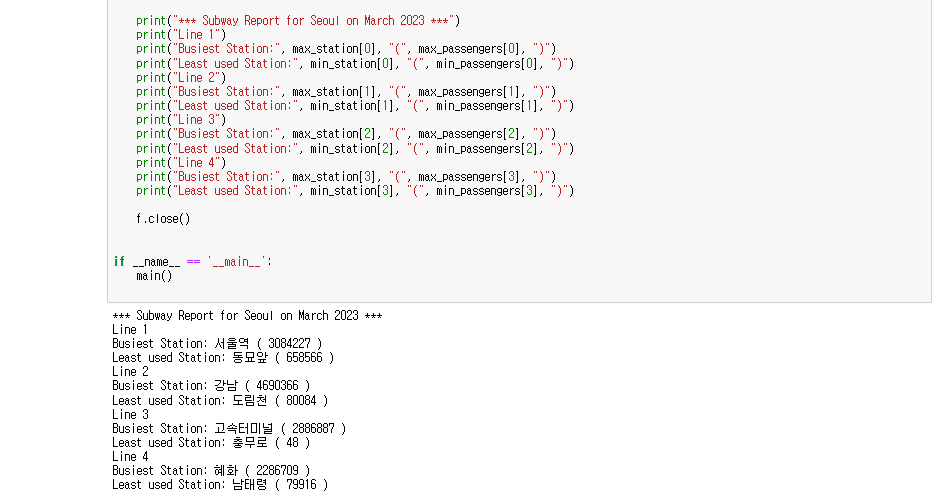 print("*** Subway Report for Seoul on March 2023 ***")
print("Line 1")
print("Busiest Station:", max_station[0], "(", max_passengers[0], ")")
print("Least used Station:", min_station[0], "(", min_passengers[0], ")")
print("Line 2")
print("Busiest Station:", max_station[1], "(", max_passengers[1], ")")
print("Least used Station:", min_station[1], "(", min_passengers[1], ")")
print("Line 3")
print("Busiest Station:", max_station[2], "(", max_passengers[2], ")")
print("Least used Station:", min_station[2], "(", min_passengers[2], ")")
print("Line 4")
print("Busiest Station:", max_station[3], "(", max_passengers[3], ")")
print("Least used Station:", min_station[3], "(", min_passengers[3], ")")
f.close()
if __name__ == '__main__':
main()
*** Subway Report for Seoul on March 2023 ***
Line 1
Busiest Station: 서울역 ( 3084227 )
Least used Station: 동묘앞 ( 658566 )
Line 2
Busiest Station: 강남 ( 4690366 )
Least used Station: 도림천 ( 80084 )
Line 3
Busiest Station: 고속터미널 ( 2886887 )
Least used Station: 충무로 ( 48 )
Line 4
Busiest Station: 혜화 ( 2286709 )
Least used Station: 남태령 ( 79916 )